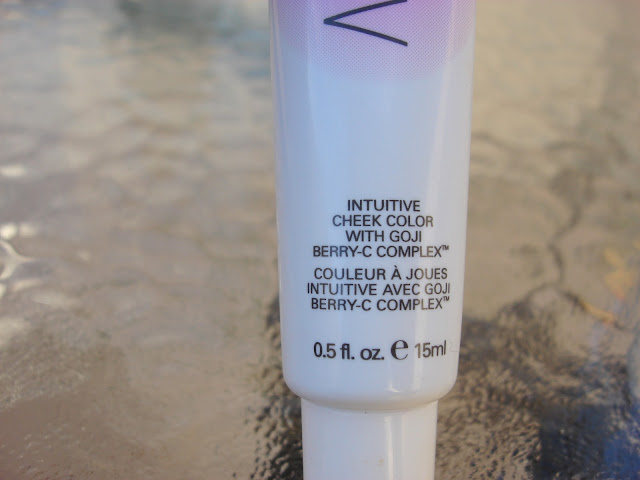 INTUITIVE
CHEEK COLOR
WITH GOJI
BERRY-C COMPLEX™
COULEUR À JOUES
INTUITIVE AVEC GOJI
BERRY-C COMPLEX™
0.5 fl. oz. e 15ml